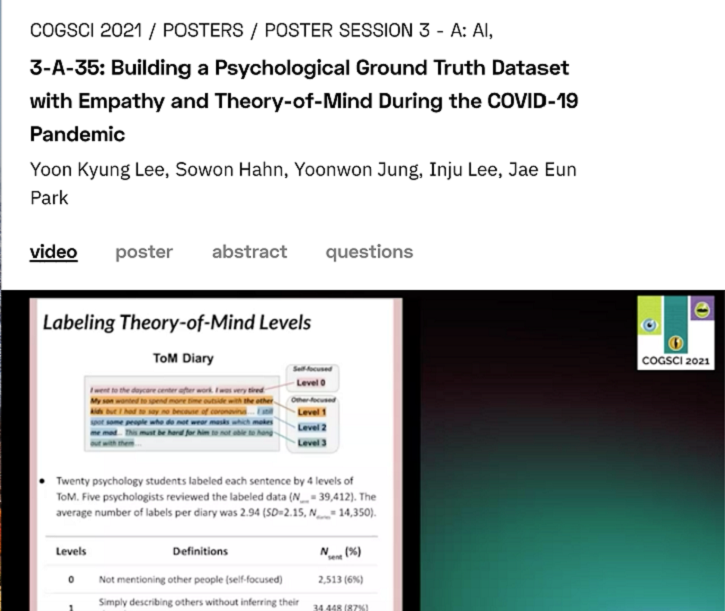 COGSCI 2021 / POSTERS / POSTER SESSION 3 - A: AI,
3-A-35: Building a Psychological Ground Truth Dataset
with Empathy and Theory-of-Mind During the COVID-19
Pandemic
Yoon Kyung Lee, Sowon Hahn, Yoonwon Jung, Inju Lee, Jae Eun
Park
video poster abstract questions
COGSCI 2021
Labeling Theory-of-Mind Levels
ToM Diary
I went to the daycare center after work. I was very tired.
My son wanted to spend more time outside with the other
kids but I had to say no because of coronavirus... I still
spot some people who do not wear masks which makes
me mad... This must be hard for him to not able to hang
out with them...
Self-focused
Level 0
Other-focused
Level 1
Level 2
Level 3
• Twenty psychology students labeled each sentence by 4 levels of
ToM. Five psychologists reviewed the labeled data (N = 39,412). The
average number of labels per diary was 2.94 (SD=2.15, N = 14,350).
Levels Definitions Nsent (%)
0 Not mentioning other people (self-focused) 2,513 (6%)
1 Simply describing others without inferring their 34,448 (87%)